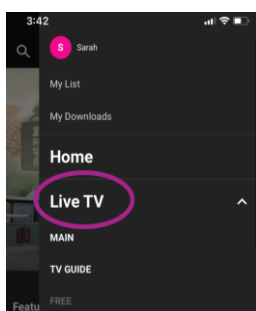 3:42
S Sarah
My List
My Downloads
Home
Live TV
MAIN
TV GUIDE
FREE
Featu